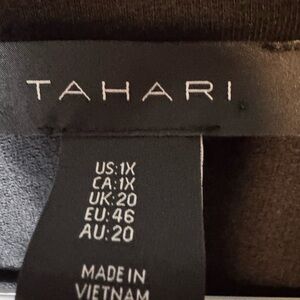 TAHARI
US:1X
CA:1X
UK:20
EU:46
AU:20
MADE IN
VIETNAM